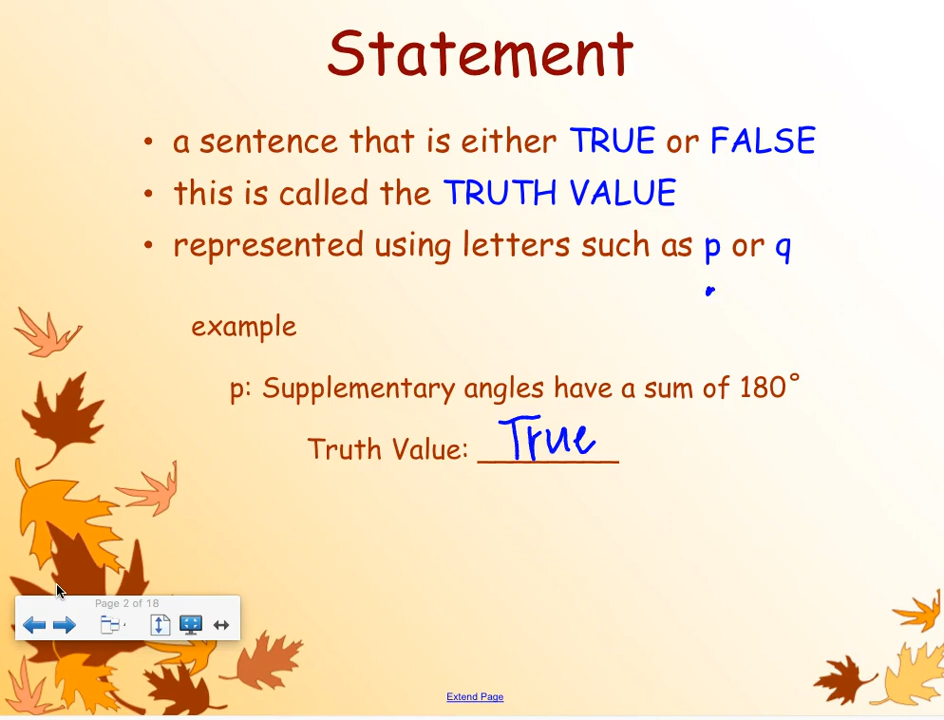 Statement
• a sentence that is either TRUE or FALSE
• this is called the TRUTH VALUE
• represented using letters such as p or q
example
p: Supplementary angles have a sum of 180°
Truth Value: True
Page 2 of 18
Extend Page